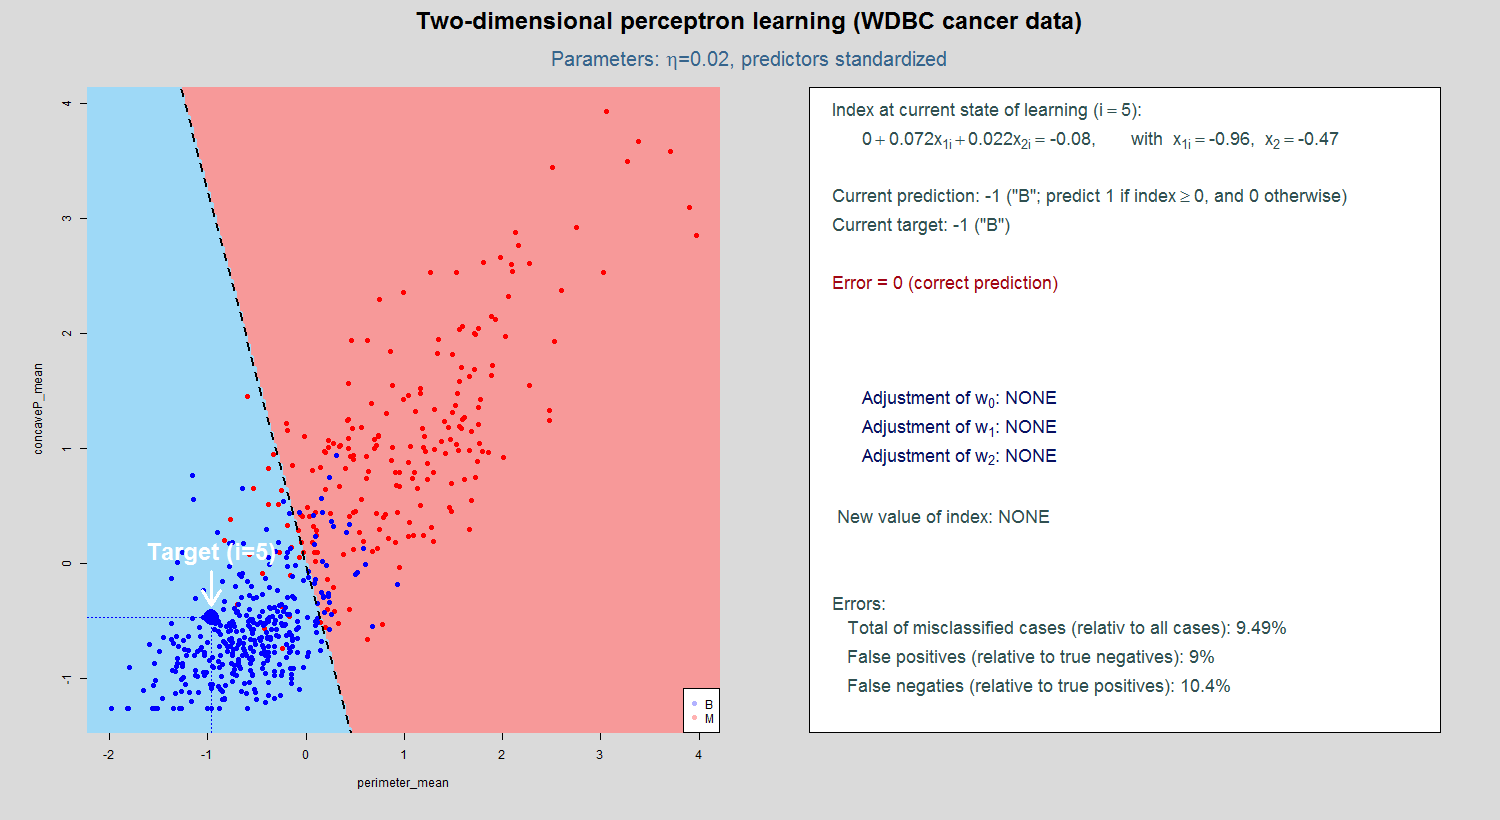 Two-dimensional perceptron learning (WDBC cancer data)
Parameters: η=0.02, predictors standardized
4
3
2
1
0
-1
concaveP_mean
Target (i=5)
B
M
-2 -1 0 1 2 3 4
perimeter_mean
Index at current state of learning (i = 5):
0 + 0.072x1i + 0.022x2i = -0.08, with x1i = -0.96, x2 = -0.47
Current prediction: -1 ("B"; predict 1 if index ≥ 0, and 0 otherwise)
Current target: -1 ("B")
Error = 0 (correct prediction)
Adjustment of w0: NONE
Adjustment of w1: NONE
Adjustment of w2: NONE
New value of index: NONE
Errors:
Total of misclassified cases (relativ to all cases): 9.49%
False positives (relative to true negatives): 9%
False negaties (relative to true positives): 10.4%